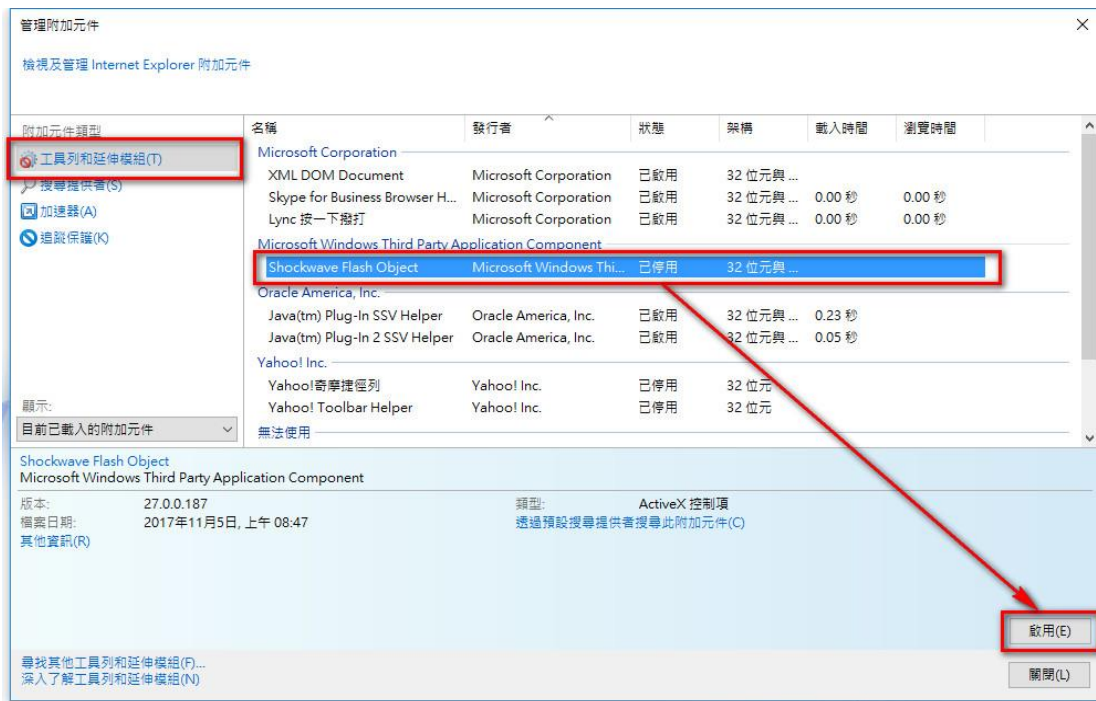 管理附加元件
檢視及管理 Internet Explorer 附加元件
附加元件類型
工具列和延伸模組(T)
搜尋提供者(S)
加速器(A)
追蹤保護(K)
顯示:
目前已載入的附加元件
名稱 發行者 狀態 架構 載入時間 瀏覽時間
Microsoft Corporation
XML DOM Document Microsoft Corporation 已啟用 32 位元與 ...
Skype for Business Browser H... Microsoft Corporation 已啟用 32 位元與 ... 0.00 秒 0.00 秒
Lync 按一下撥打 Microsoft Corporation 已啟用 32 位元與 ... 0.00 秒 0.00 秒
Microsoft Windows Third Party Application Component
Shockwave Flash Object Microsoft Windows Thi... 已停用 32 位元與 ...
Oracle America, Inc.
Java(tm) Plug-In SSV Helper Oracle America, Inc. 已啟用 32 位元與 ... 0.23 秒
Java(tm) Plug-In 2 SSV Helper Oracle America, Inc. 已啟用 32 位元與 ... 0.05 秒
Yahoo! Inc.
Yahoo!奇摩捷徑列 Yahoo! Inc. 已停用 32 位元
Yahoo! Toolbar Helper Yahoo! Inc. 已停用 32 位元
無法使用
Shockwave Flash Object
Microsoft Windows Third Party Application Component
版本: 27.0.0.187 類型: ActiveX 控制項
檔案日期: 2017年11月5日, 上午 08:47 透過預設搜尋提供者搜尋此附加元件(C)
其他資訊(R)
啟用(E)
尋找其他工具列和延伸模組(F)...
深入了解工具列和延伸模組(N)
關閉(L)